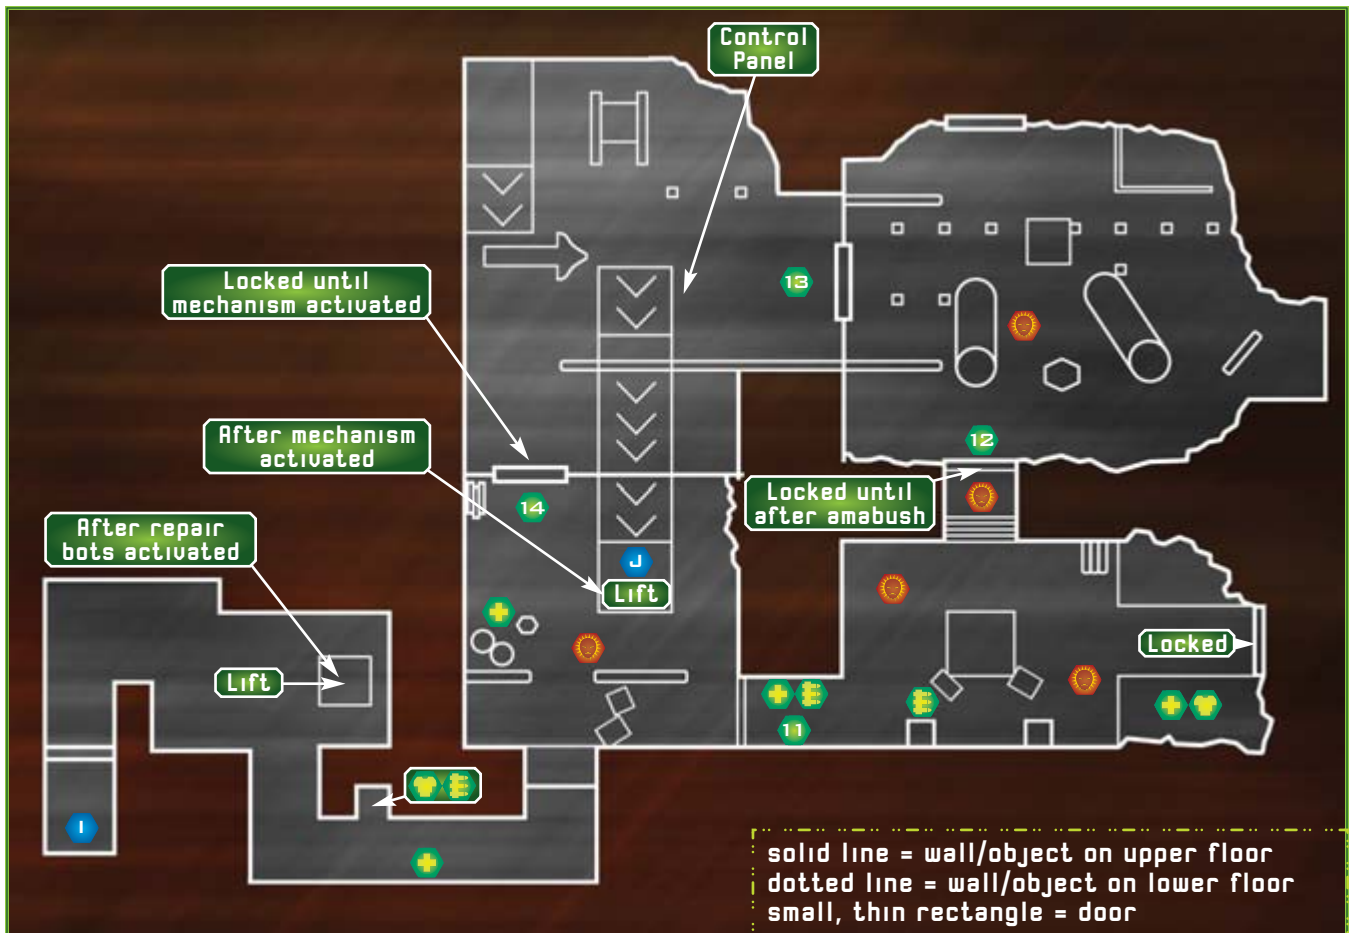 Control
Panel
Locked until
mechanism activated
13
After mechanism
activated
12
Locked until
after amabush
14
After repair
bots activated
J
Lift
Locked
Lift
11
I
solid line = wall/object on upper floor
dotted line = wall/object on lower floor
small, thin rectangle = door